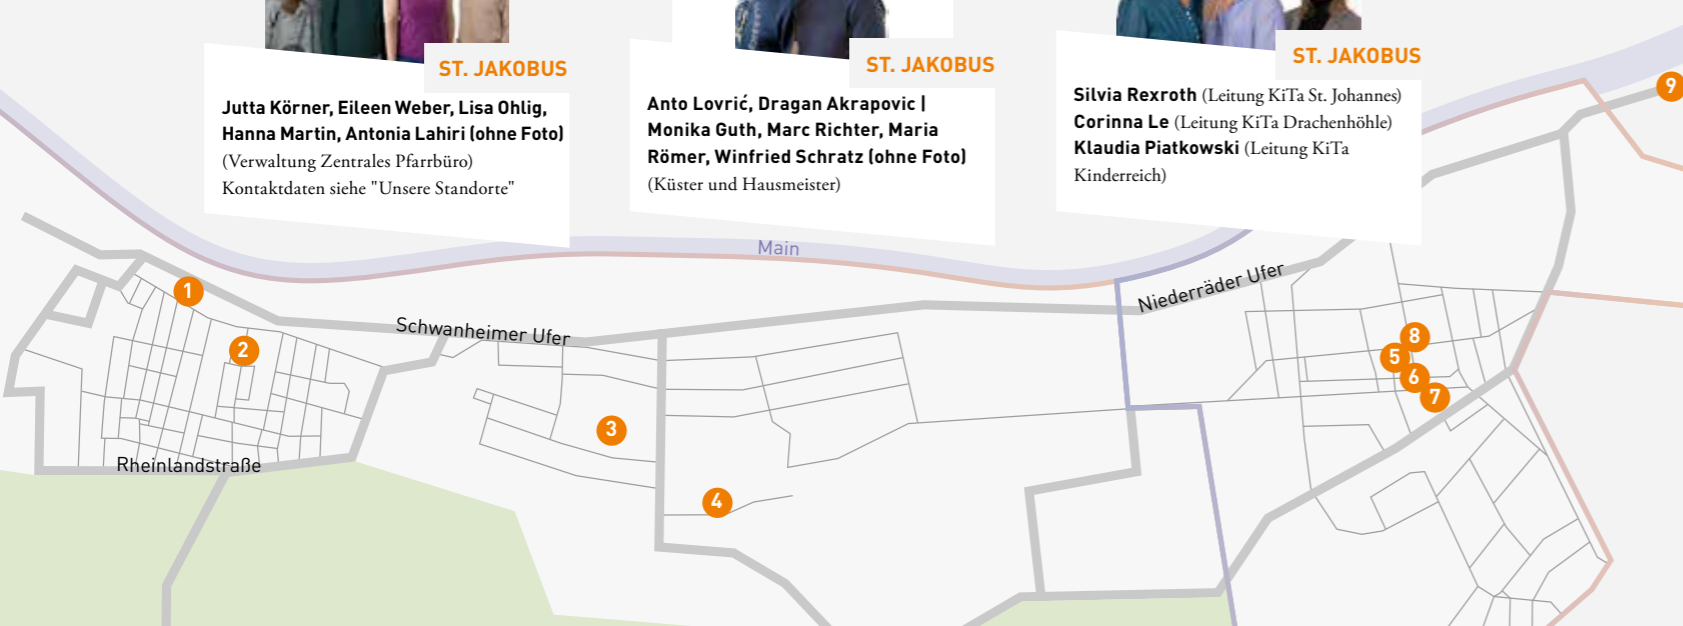 ST. JAKOBUS
Jutta Körner, Eileen Weber, Lisa Ohlig,
Hanna Martin, Antonia Lahiri (ohne Foto)
(Verwaltung Zentrales Pfarrbüro)
Kontaktdaten siehe "Unsere Standorte"
ST. JAKOBUS
Anto Lovrić, Dragan Akrapovic |
Monika Guth, Marc Richter, Maria
Römer, Winfried Schratz (ohne Foto)
(Küster und Hausmeister)
ST. JAKOBUS
Silvia Rexroth (Leitung KiTa St. Johannes)
Corinna Le (Leitung KiTa Drachenhöhle)
Klaudia Piatkowski (Leitung KiTa
Kinderreich)
9
Main
Niederräder Ufer
1
Schwanheimer Ufer
2
8
5
6
7
3
Rheinlandstraße
4